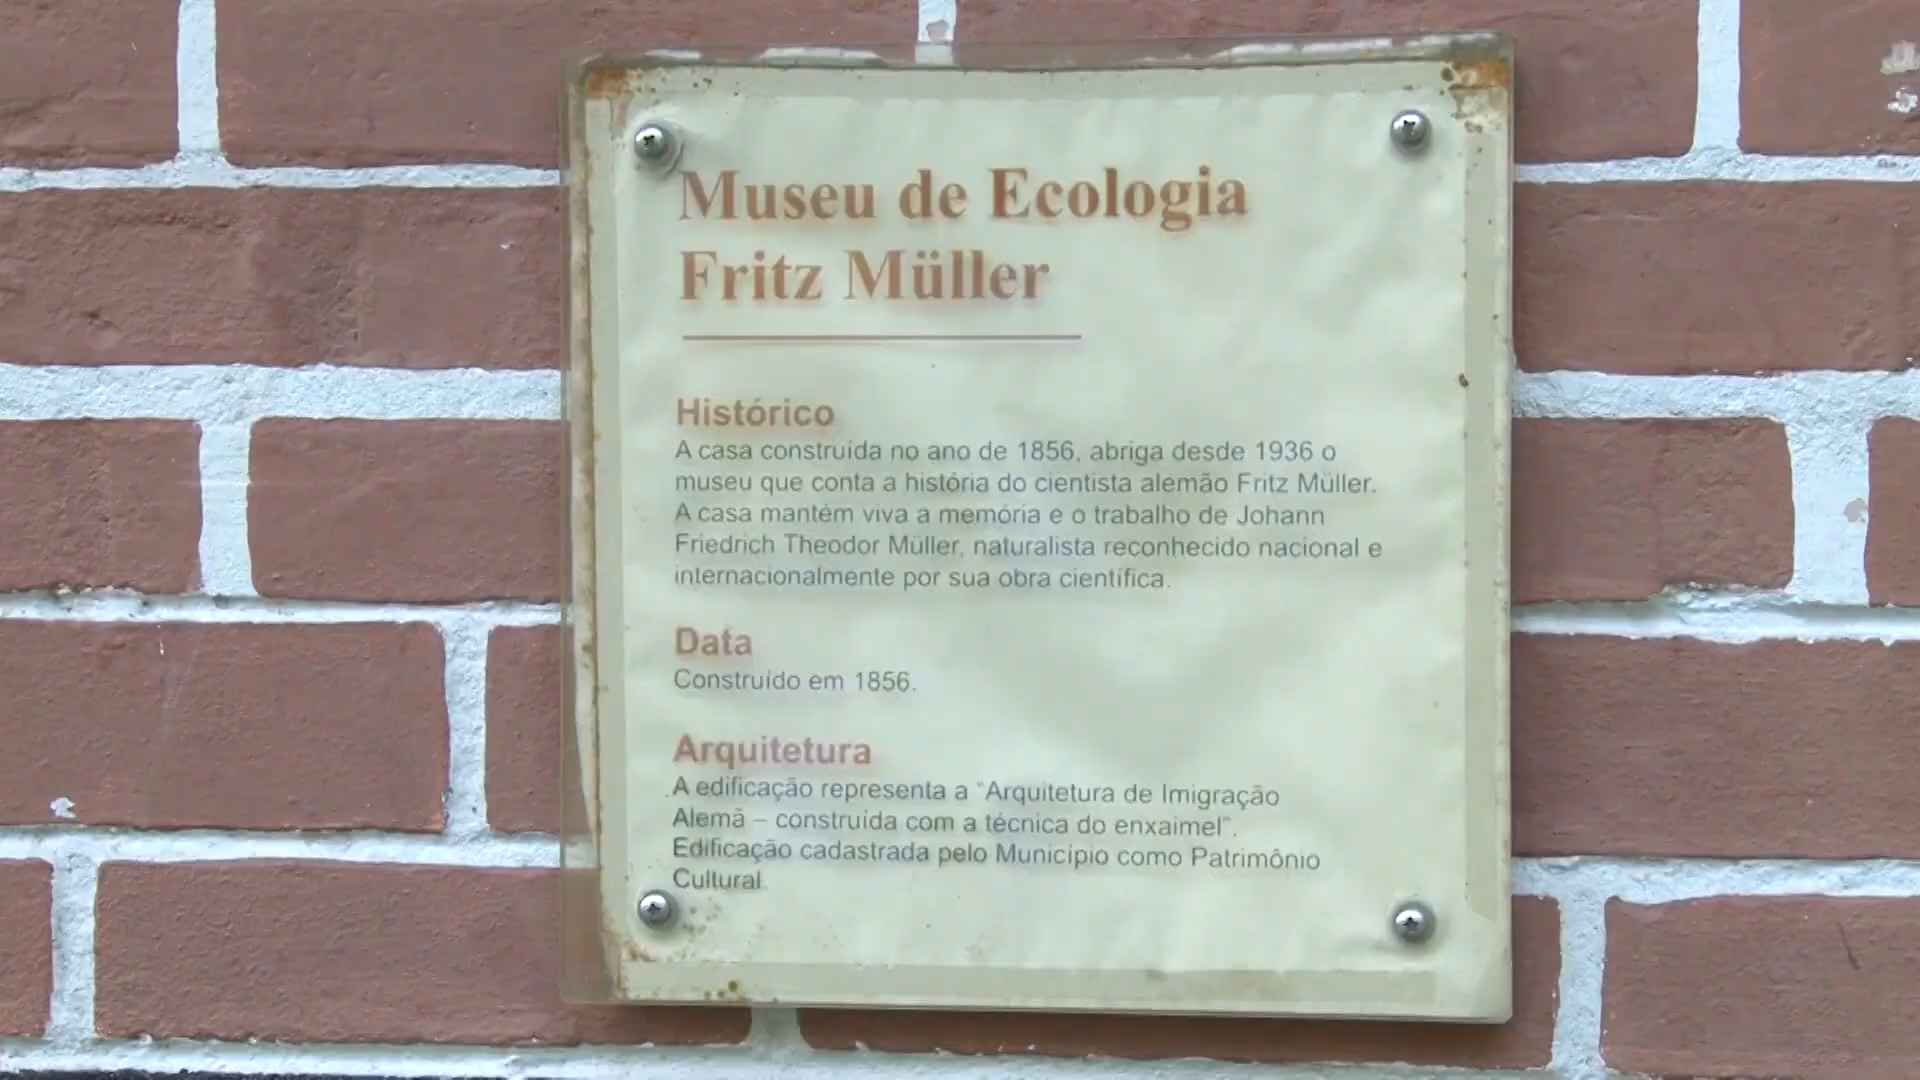 Museu de Ecologia
Fritz Müller
Histórico
A casa construída no ano de 1856, abriga desde 1936 o
museu que conta a história do cientista alemão Fritz Müller.
A casa mantém viva a memória e o trabalho de Johann
Friedrich Theodor Müller, naturalista reconhecido nacional e
internacionalmente por sua obra científica.
Data
Construído em 1856.
Arquitetura
A edificação representa a "Arquitetura de Imigração
Alemã – construída com a técnica do enxaimel".
Edificação cadastrada pelo Município como Patrimônio
Cultural.